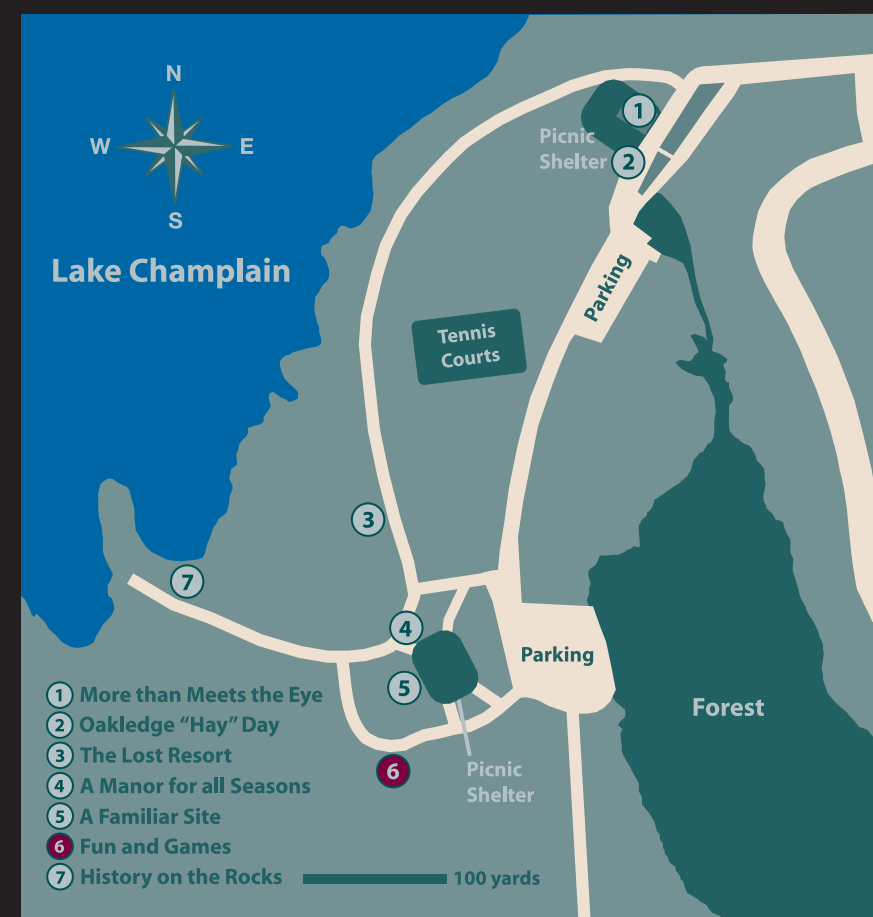 N
W E
S
Lake Champlain
1
Picnic
Shelter
2
Parking
Tennis
Courts
3
7
4
Parking
5
Forest
6
Picnic
Shelter
1 More than Meets the Eye
2 Oakledge “Hay” Day
3 The Lost Resort
4 A Manor for all Seasons
5 A Familiar Site
6 Fun and Games
7 History on the Rocks
100 yards